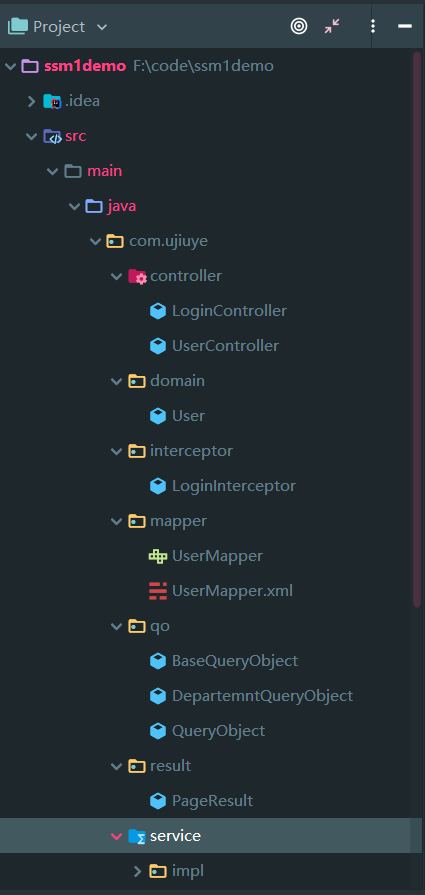 Project
ssm1demo F:\code\ssm1demo
.idea
src
main
java
com.ujiuye
controller
LoginController
UserController
domain
User
interceptor
LoginInterceptor
mapper
UserMapper
UserMapper.xml
qo
BaseQueryObject
DepartemntQueryObject
QueryObject
result
PageResult
service
impl